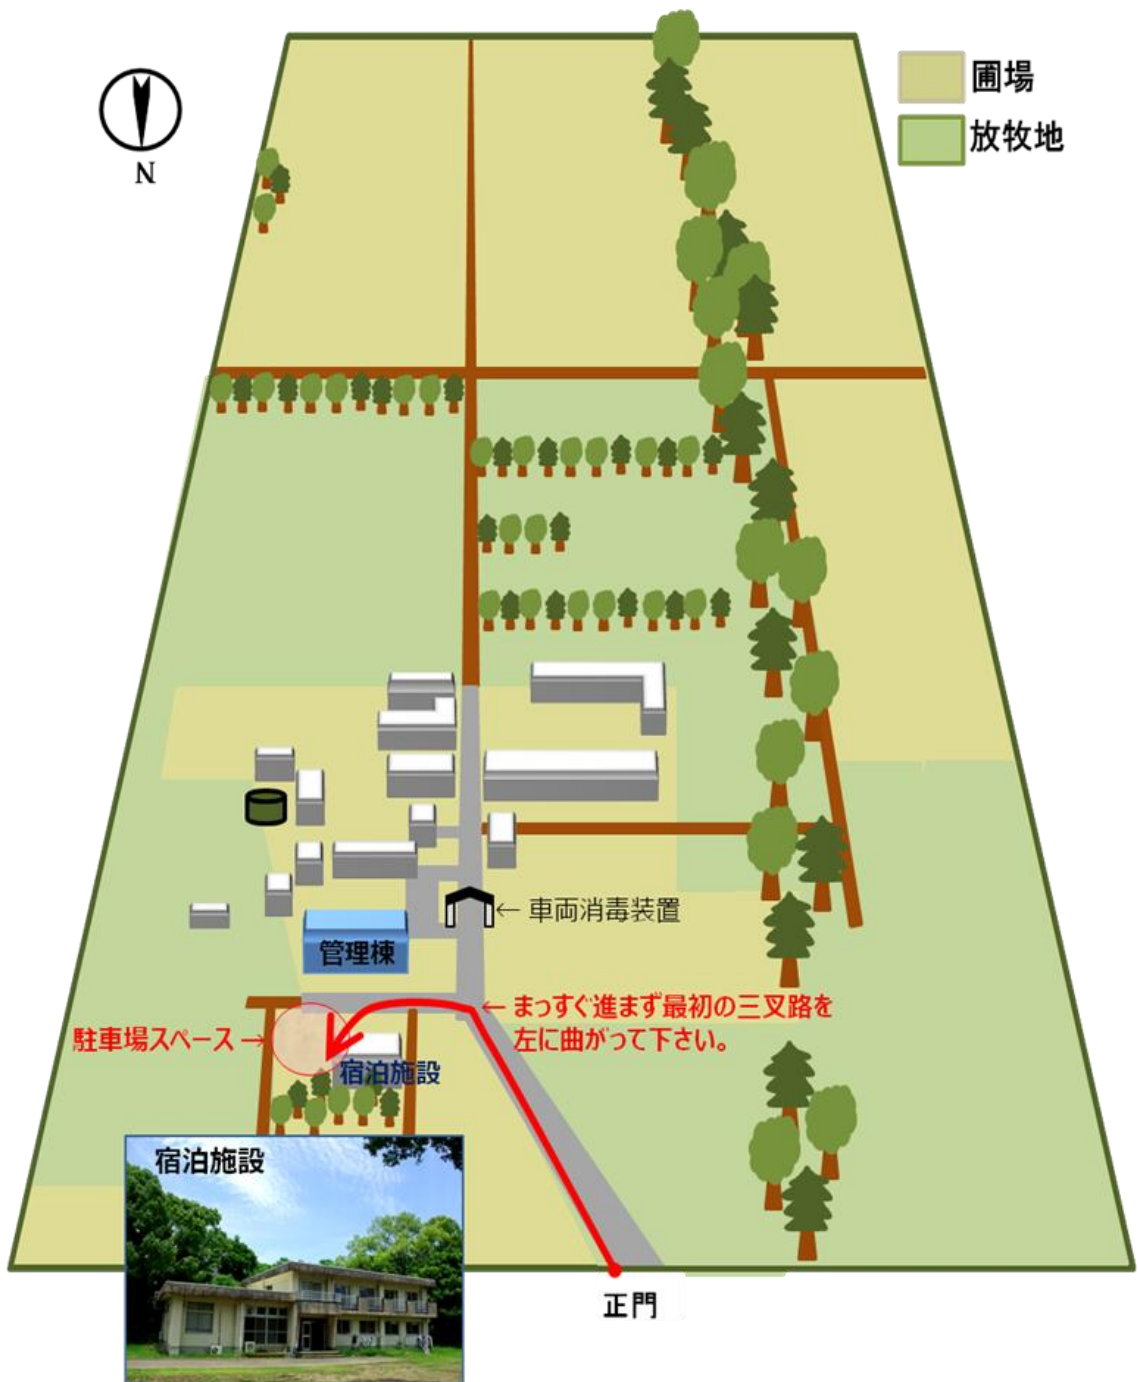 圃場
放牧地
N
← 車両消毒装置
管理棟
← まっすぐ進まず最初の三叉路を
左に曲がって下さい。
駐車場スペース→
宿泊施設
宿泊施設
正門